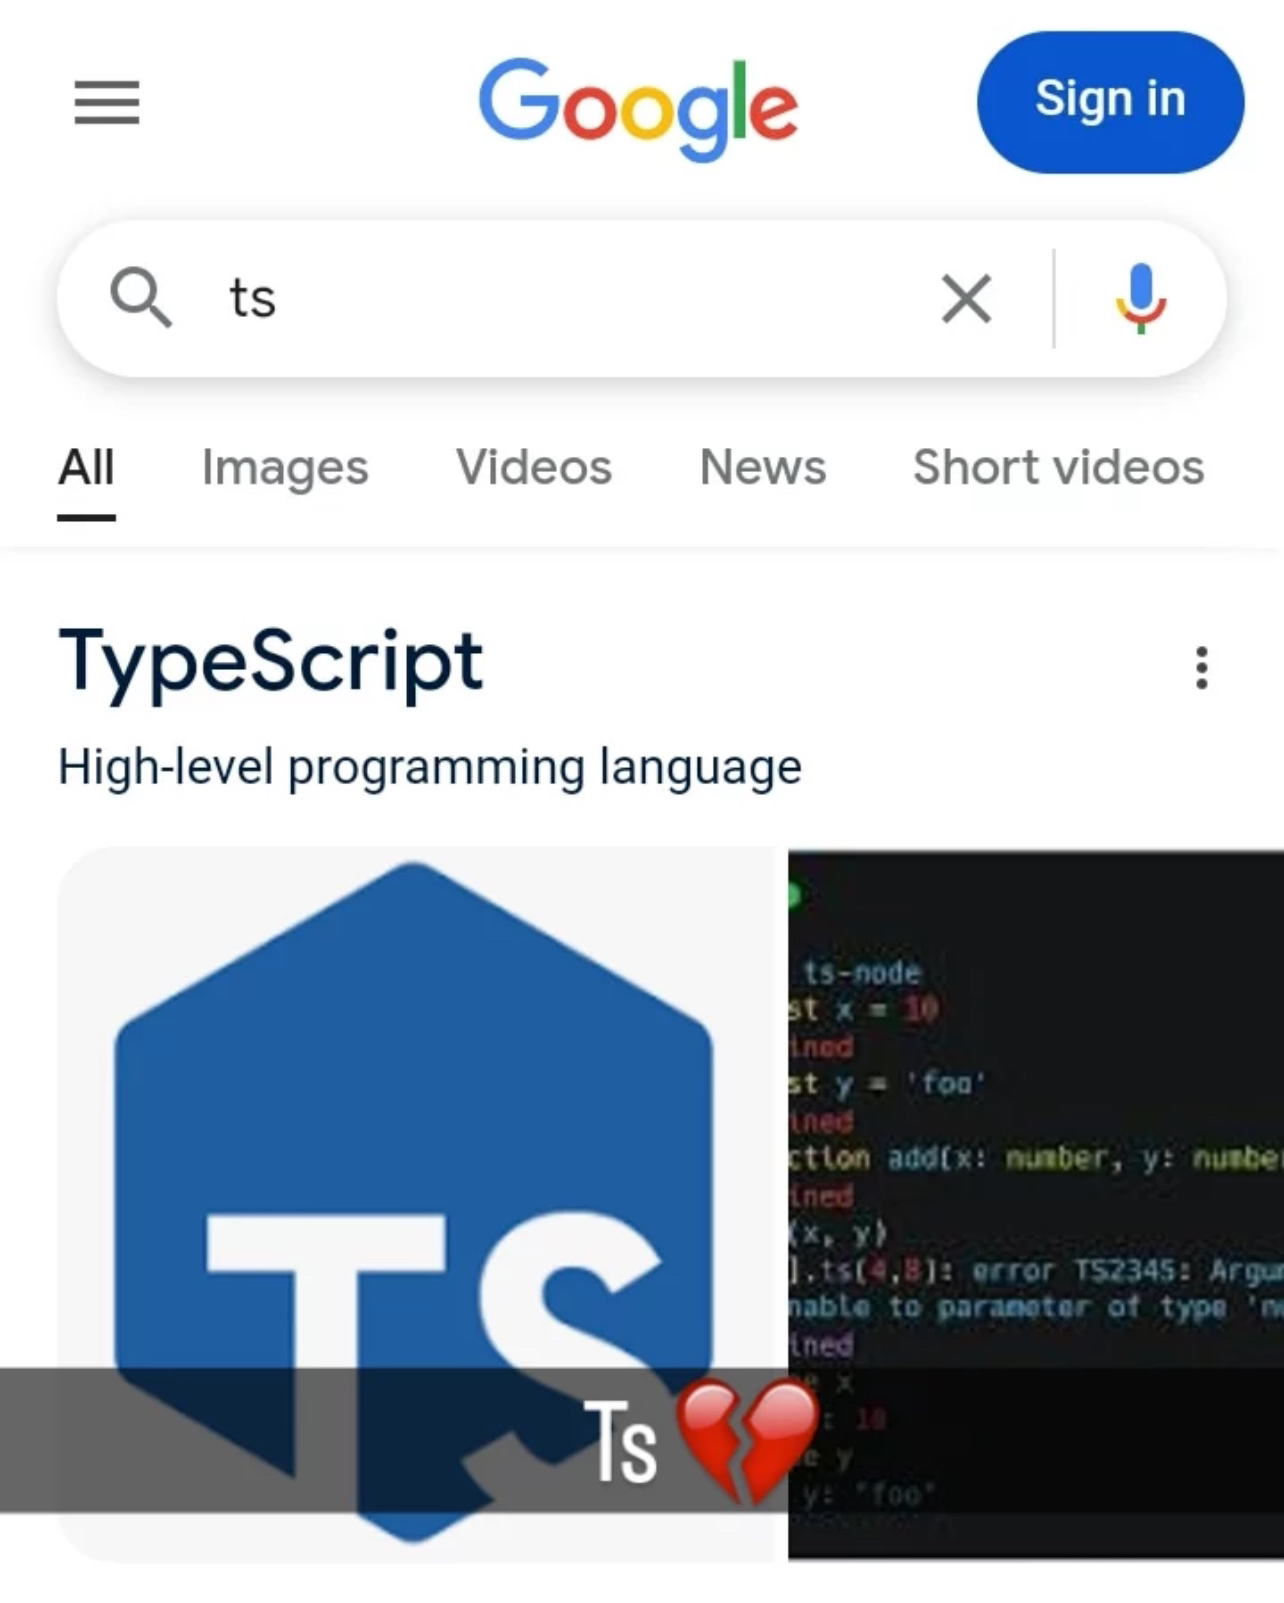 Google
Sign in
ts
All Images Videos News Short videos
TypeScript
High-level programming language
TS
ts-node
st x = 10
ined
st y = 'foo'
ined
ction add(x: number, y: numbe
ined
(x, y)
].ts(4,8): error TS2345: Argu
nable to parameter of type 'n
ined
e x
: 10
e y
y: "foo"
Ts 💔